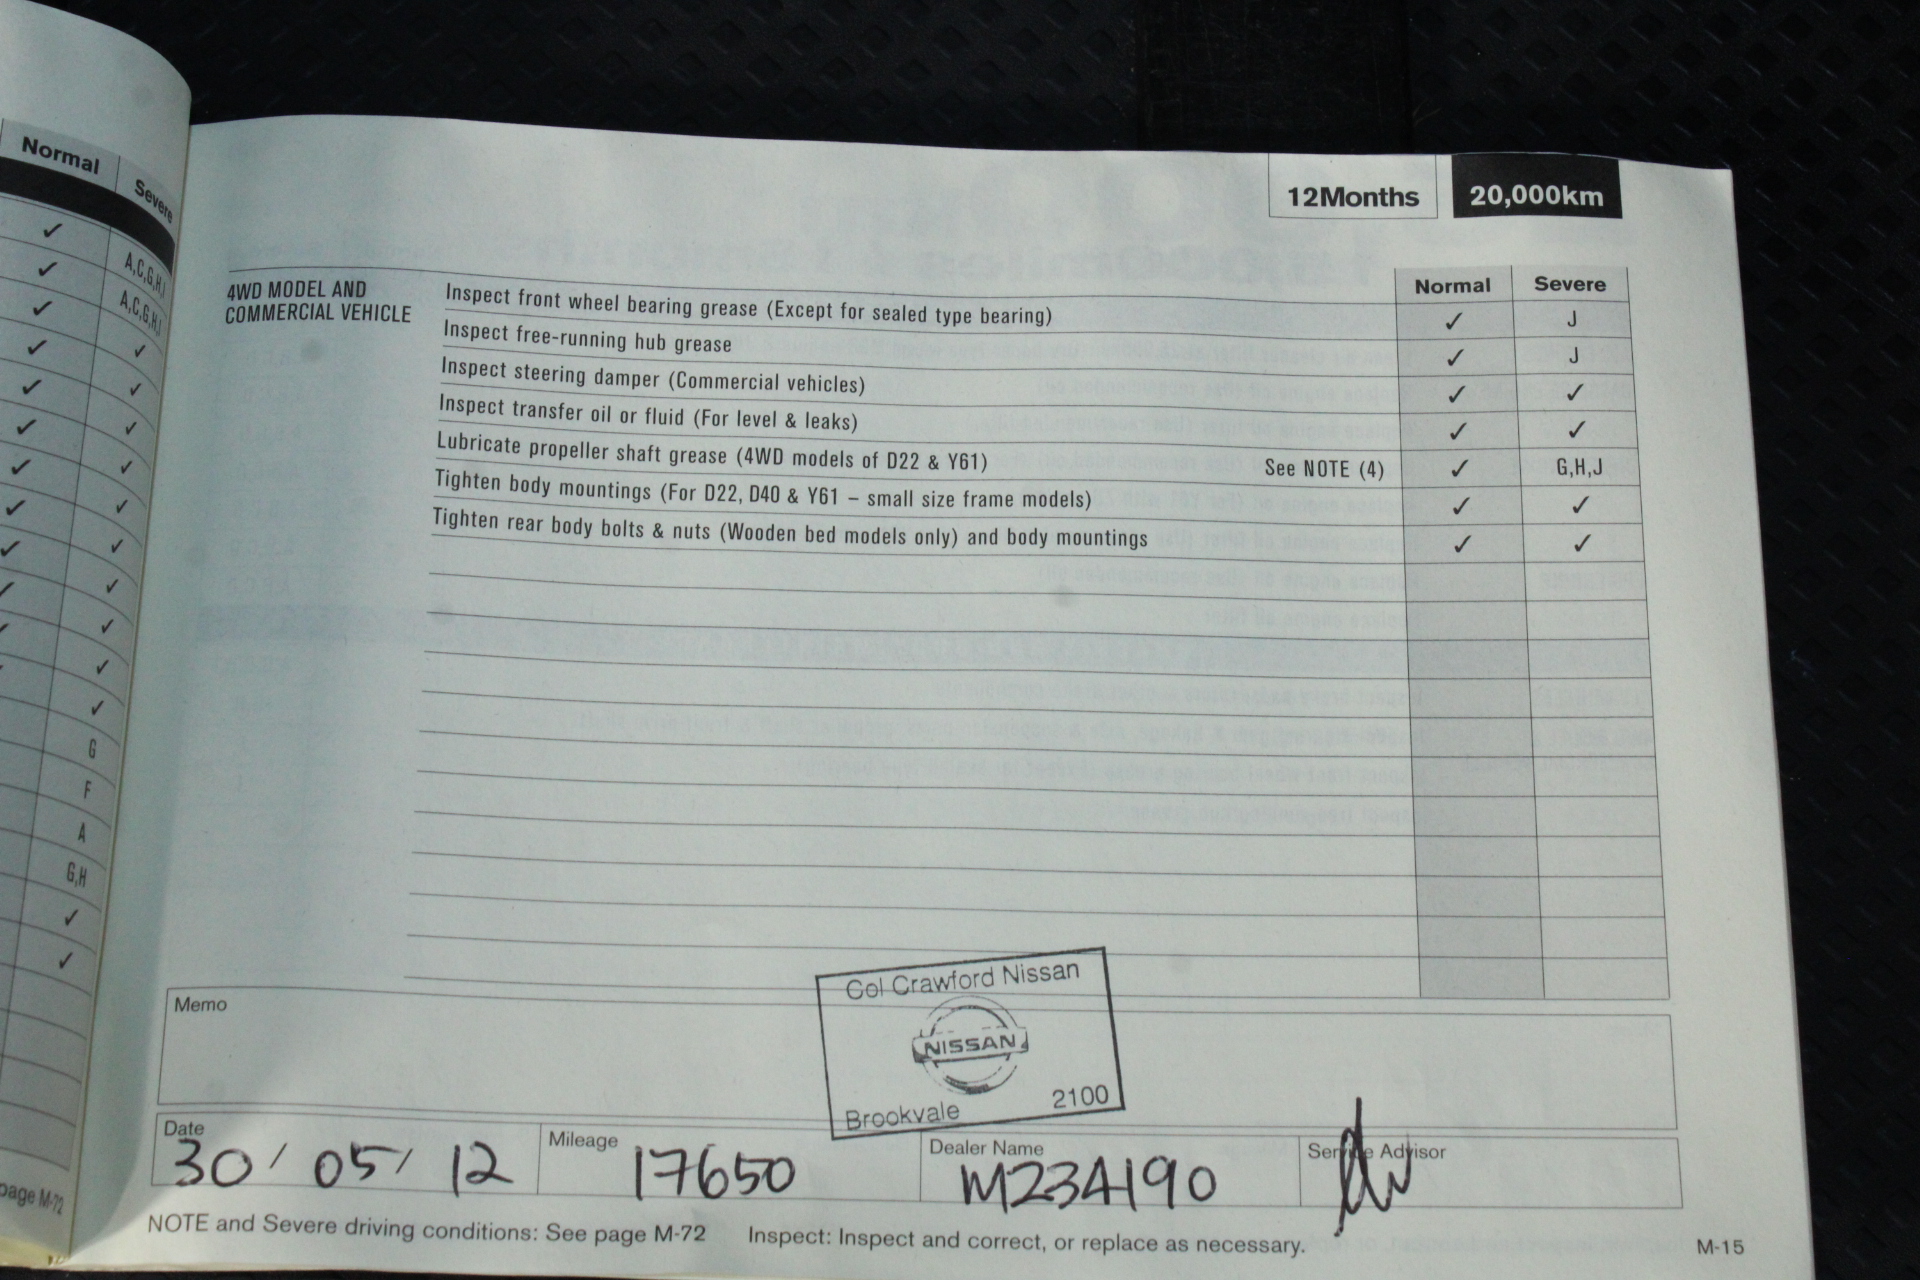 Normal Severe
✓
✓ A,C,G,H,I
✓ A,C,G,H,I
✓ ✓
✓ ✓
✓ ✓
✓ ✓
✓ ✓
✓ ✓
✓ ✓
✓ ✓
✓
✓
G
F
A
G,H
✓
✓
page M-72
12Months 20,000km
Normal Severe
4WD MODEL AND
COMMERCIAL VEHICLE
Inspect front wheel bearing grease (Except for sealed type bearing) ✓ J
Inspect free-running hub grease ✓ J
Inspect steering damper (Commercial vehicles) ✓ ✓
Inspect transfer oil or fluid (For level & leaks) ✓ ✓
Lubricate propeller shaft grease (4WD models of D22 & Y61) See NOTE (4) ✓ G,H,J
Tighten body mountings (For D22, D40 & Y61 – small size frame models) ✓ ✓
Tighten rear body bolts & nuts (Wooden bed models only) and body mountings ✓ ✓
Memo
Col Crawford Nissan
NISSAN
Brookvale 2100
Date Mileage Dealer Name Service Advisor
30/05/12 17650 M234190
NOTE and Severe driving conditions: See page M-72 Inspect: Inspect and correct, or replace as necessary.
M-15